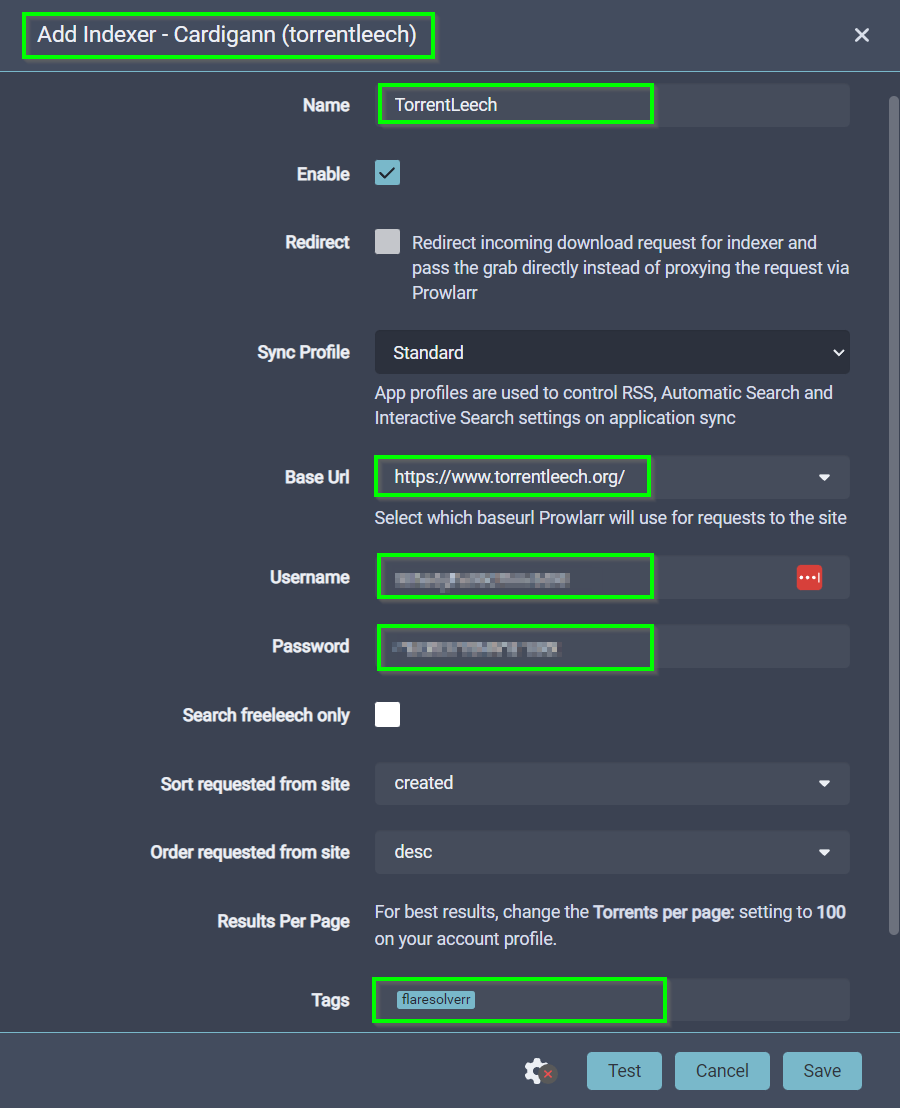 Add Indexer - Cardigann (torrentleech)
Name
TorrentLeech
Enable
Redirect
Redirect incoming download request for indexer and
pass the grab directly instead of proxying the request via
Prowlarr
Sync Profile
Standard
App profiles are used to control RSS, Automatic Search and
Interactive Search settings on application sync
Base Url
https://www.torrentleech.org/
Select which baseurl Prowlarr will use for requests to the site
Username
Password
Search freeleech only
Sort requested from site
created
Order requested from site
desc
Results Per Page
For best results, change the Torrents per page: setting to 100
on your account profile.
Tags
flaresolverr
Test
Cancel
Save